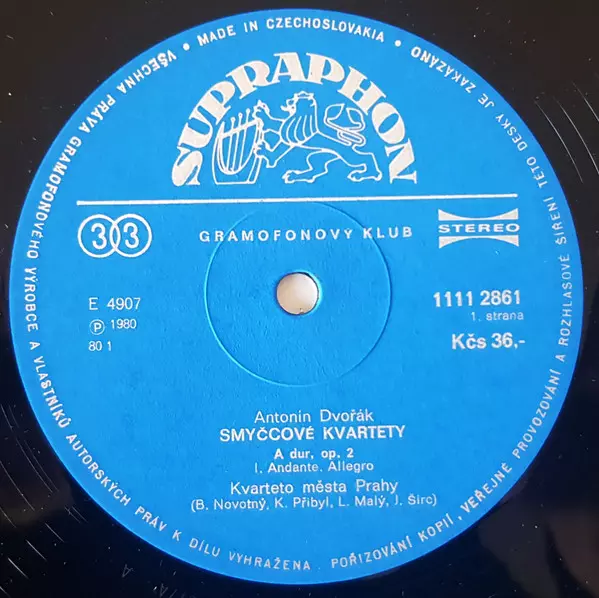 VŠECHNA PRÁVA GRAMOFONOVÉHO VÝROBCE A VLASTNÍKŮ AUTORSKÝCH PRÁV K DÍLU VYHRAŽENA. POŘIZOVÁNÍ KOPIÍ, VEŘEJNÉ PROVOZOVÁNÍ A ROZHLASOVÉ ŠÍŘENÍ TÉTO DESKY JE ZAKÁZÁNO
• MADE IN CZECHOSLOVAKIA •
SUPRAPHON
33
GRAMOFONOVÝ KLUB
STEREO
E 4907
℗ 1980
80 1
1111 2861
1. strana
Kčs 36,-
Antonín Dvořák
SMYČCOVÉ KVARTETY
A dur, op. 2
I. Andante. Allegro
Kvarteto města Prahy
(B. Novotný, K. Přibyl, L. Malý, J. Širc)